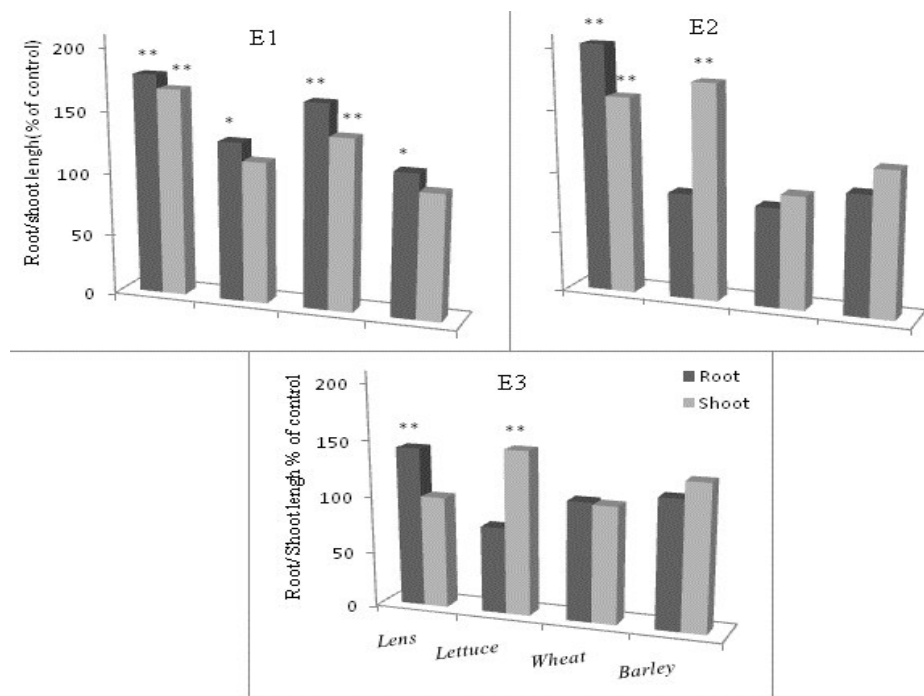 E1
Root/shoot lengh(% of control)
200
150
100
50
0
** ** * ** ** *
E2
** ** **
E3
Root/Shoot lengh % of control
200
150
100
50
0
** **
Root
Shoot
Lens Lettuce Wheat Barley